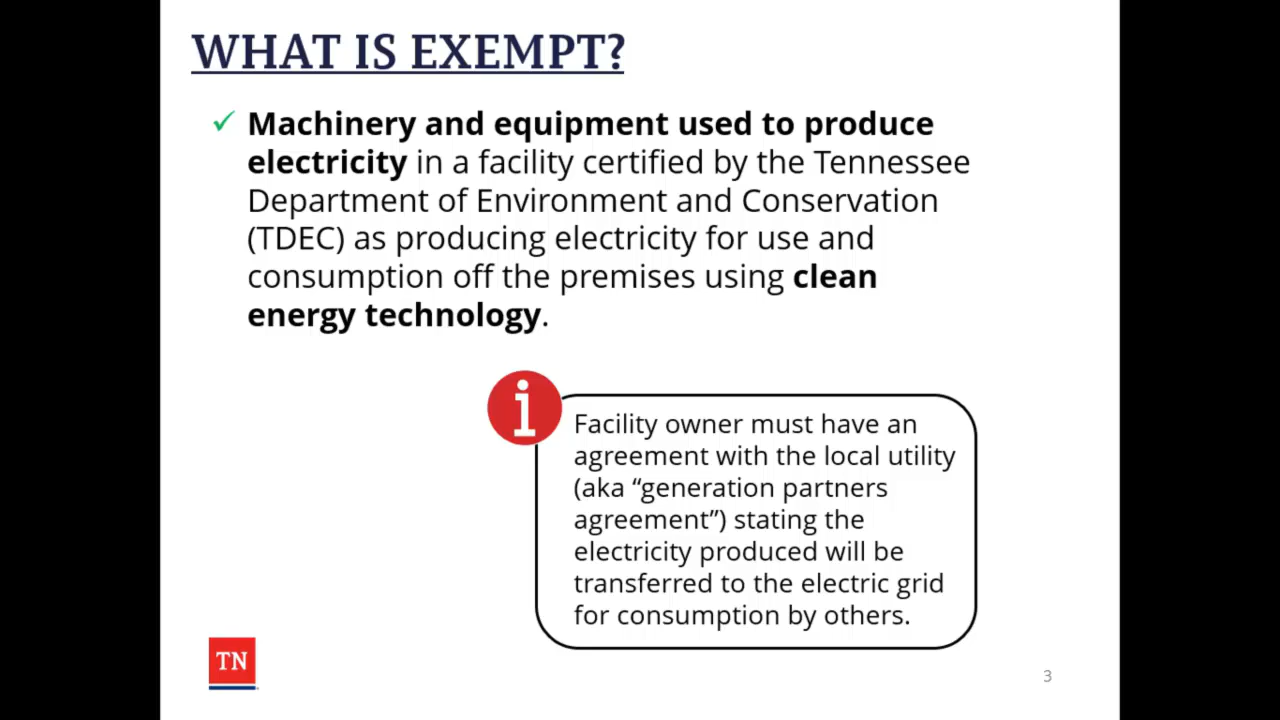 WHAT IS EXEMPT?
✓ Machinery and equipment used to produce
electricity in a facility certified by the Tennessee
Department of Environment and Conservation
(TDEC) as producing electricity for use and
consumption off the premises using clean
energy technology.
i
Facility owner must have an
agreement with the local utility
(aka “generation partners
agreement”) stating the
electricity produced will be
transferred to the electric grid
for consumption by others.
TN
3